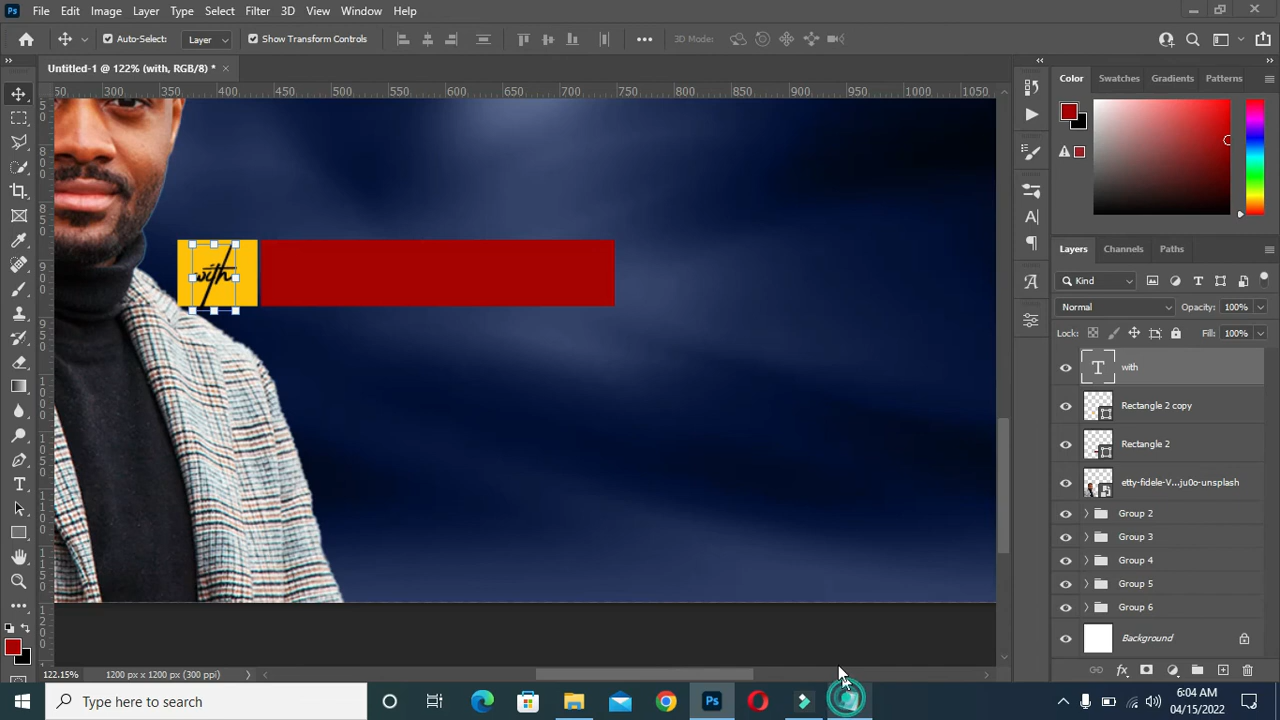 Ps File Edit Image Layer Type Select Filter 3D View Window Help
Auto-Select: Layer Show Transform Controls 3D Mode:
Untitled-1 @ 122% (with, RGB/8) *
50 300 350 400 450 500 550 600 650 700 750 800 850 900 950 1000 1050
with
122.15% 1200 px x 1200 px (300 ppi)
Color Swatches Gradients Patterns
Layers Channels Paths
Kind
Normal Opacity: 100%
Lock: Fill: 100%
T with
Rectangle 2 copy
Rectangle 2
etty-fidele-V...ju0o-unsplash
Group 2
Group 3
Group 4
Group 5
Group 6
Background
Type here to search
Ps
6:04 AM
04/15/2022